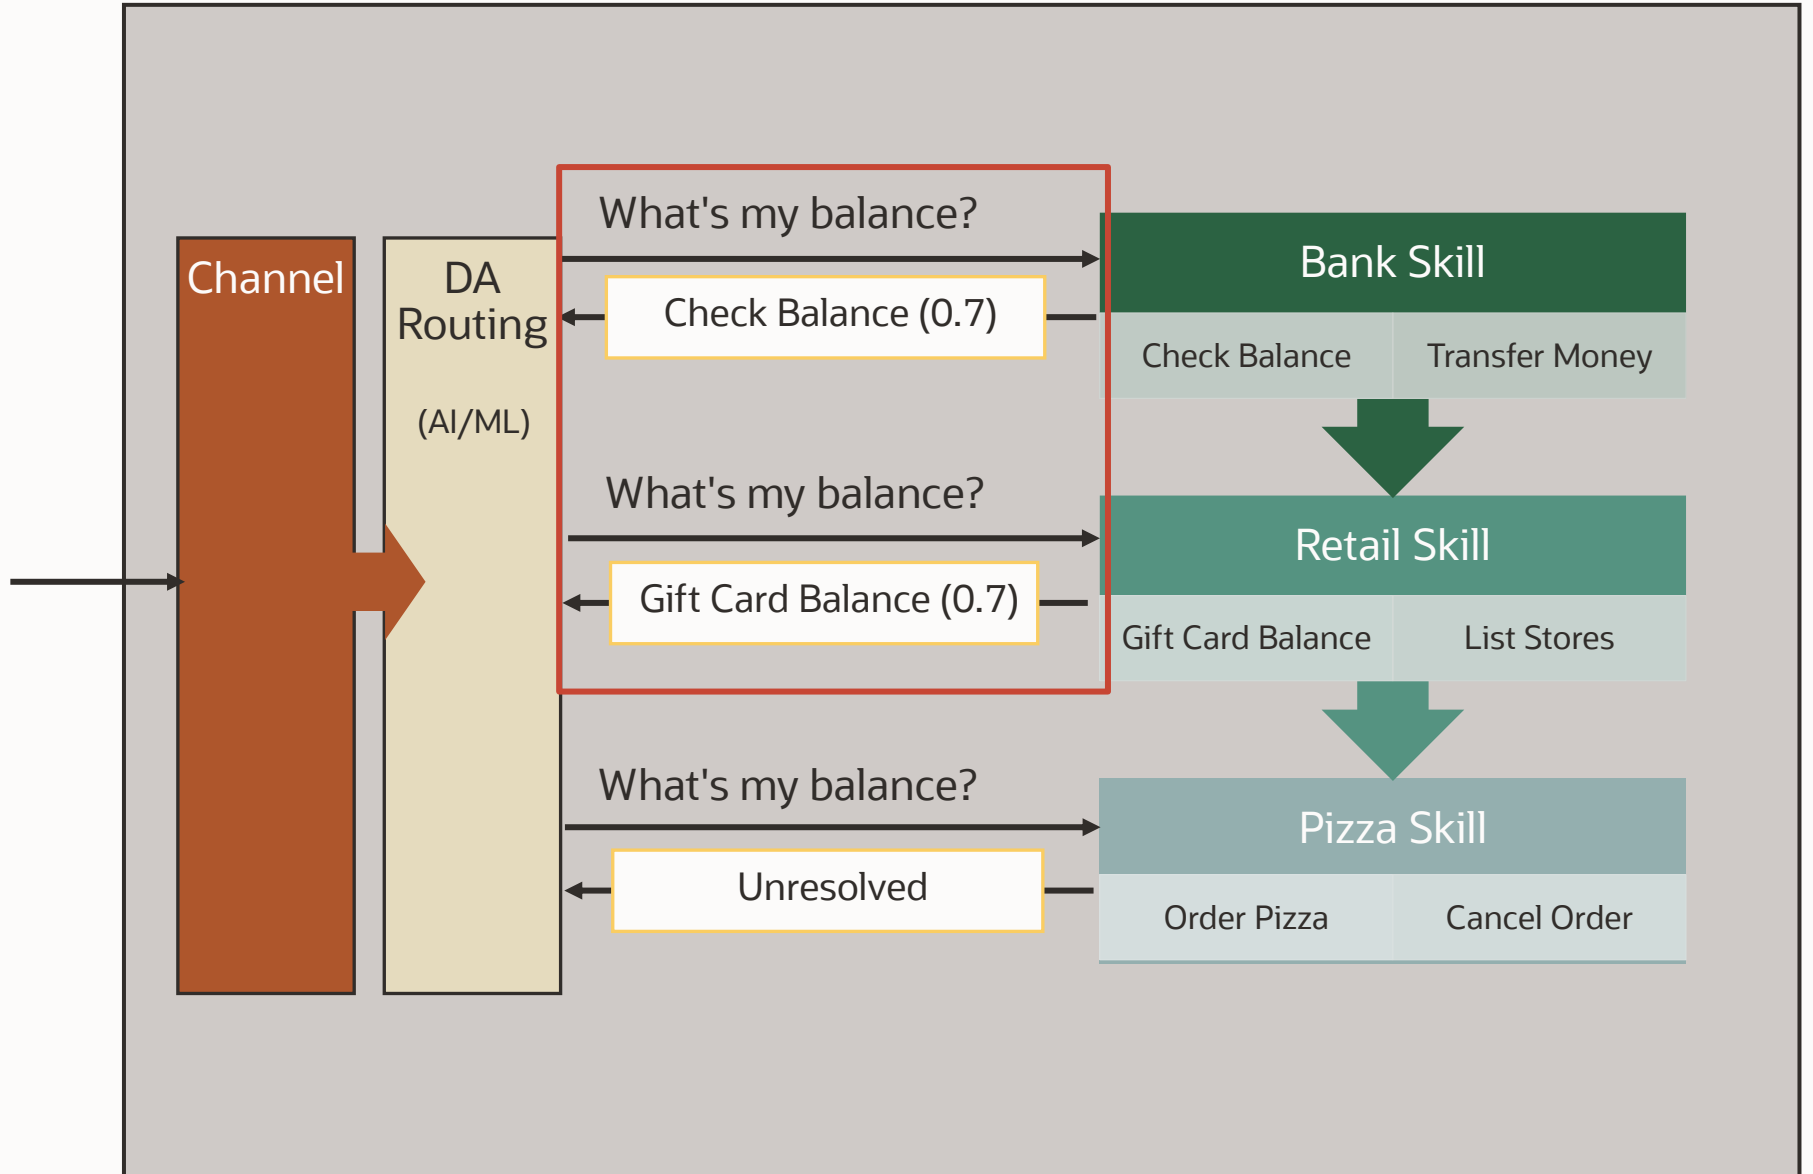 Channel
DA
Routing
(AI/ML)
What's my balance?
Check Balance (0.7)
Bank Skill
Check Balance
Transfer Money
What's my balance?
Gift Card Balance (0.7)
Retail Skill
Gift Card Balance
List Stores
What's my balance?
Unresolved
Pizza Skill
Order Pizza
Cancel Order